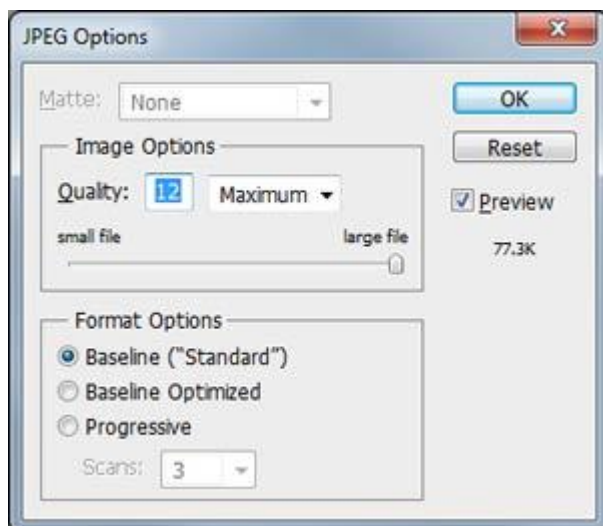 JPEG Options
Matte: None
OK
Image Options
Reset
Quality: 12 Maximum
Preview
small file large file
77.3K
Format Options
Baseline (“Standard”)
Baseline Optimized
Progressive
Scans: 3